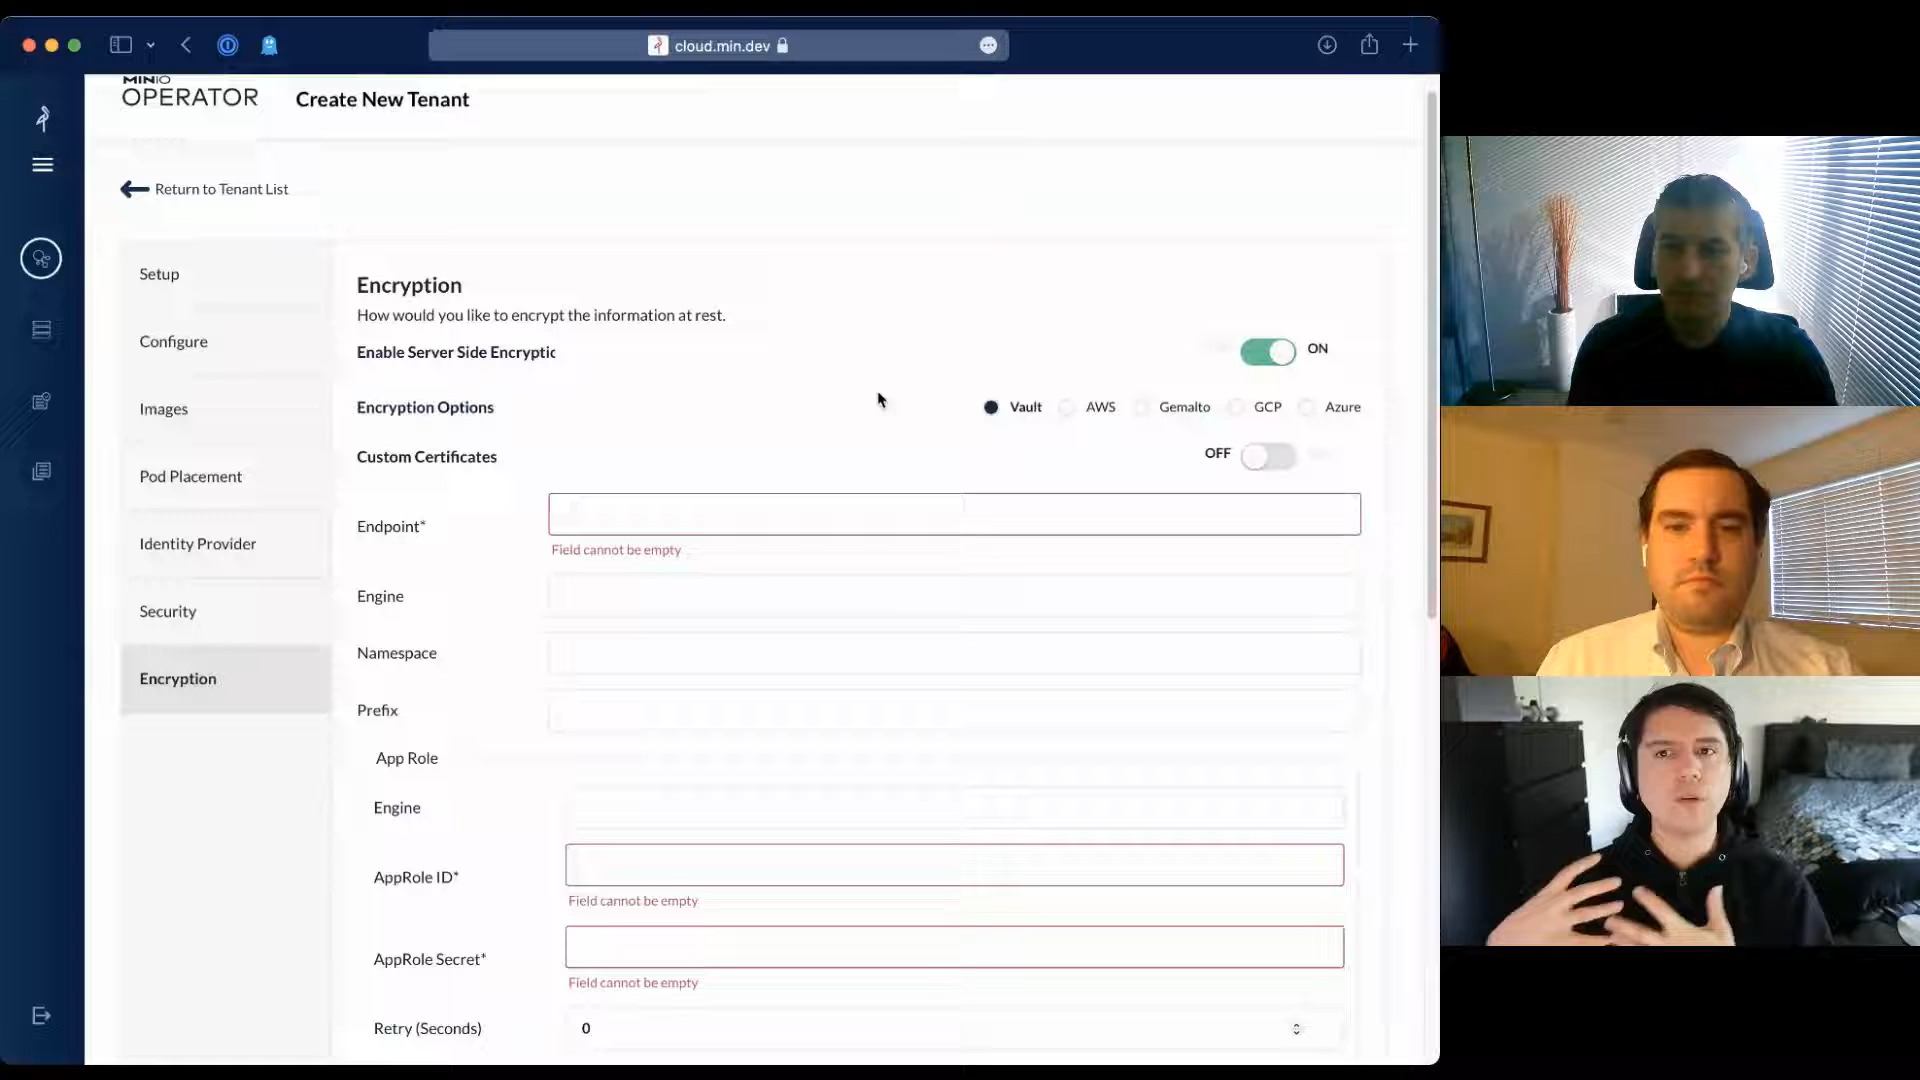 cloud.min.dev
MINIO
OPERATOR
Create New Tenant
Return to Tenant List
Setup
Configure
Images
Pod Placement
Identity Provider
Security
Encryption
Encryption
How would you like to encrypt the information at rest.
Enable Server Side Encryptic
ON
Encryption Options
Vault AWS Gemalto GCP Azure
Custom Certificates
OFF
Endpoint*
Field cannot be empty
Engine
Namespace
Prefix
App Role
Engine
AppRole ID*
Field cannot be empty
AppRole Secret*
Field cannot be empty
Retry (Seconds)
0